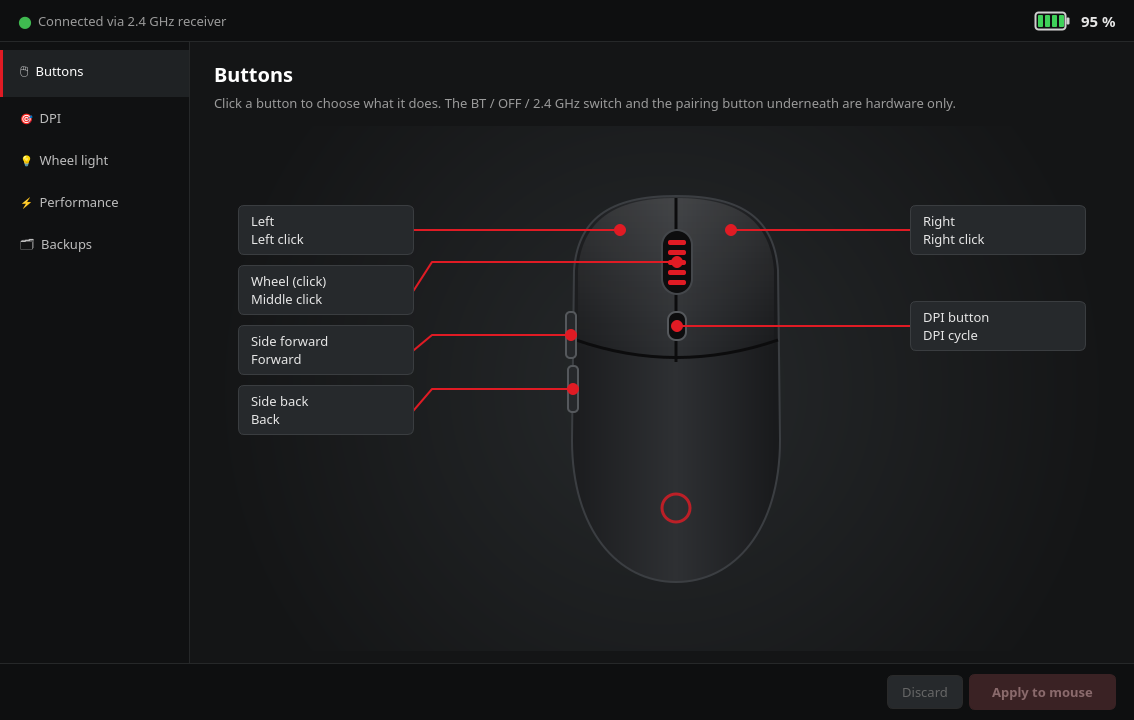 Connected via 2.4 GHz receiver
95 %
Buttons
DPI
Wheel light
Performance
Backups
Buttons
Click a button to choose what it does. The BT / OFF / 2.4 GHz switch and the pairing button underneath are hardware only.
Left
Left click
Wheel (click)
Middle click
Side forward
Forward
Side back
Back
Right
Right click
DPI button
DPI cycle
Discard
Apply to mouse